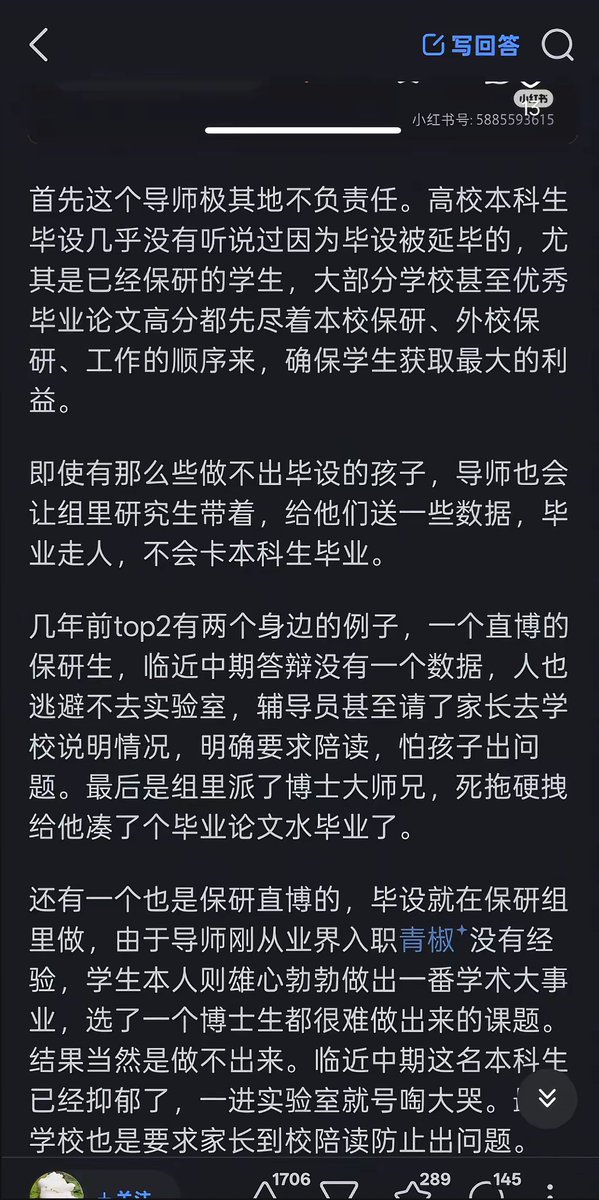 写回答
小红书
13
小红书号: 5885593615
首先这个导师极其地不负责任。高校本科生
毕设几乎没有听说过因为毕设被延毕的，尤
其是已经保研的学生，大部分学校甚至优秀
毕业论文高分都先尽着本校保研、外校保
研、工作的顺序来，确保学生获取最大的利
益。
即使有那么些做不出毕设的孩子，导师也会
让组里研究生带着，给他们送一些数据，毕
业走人，不会卡本科生毕业。
几年前top2有两个身边的例子，一个直博的
保研生，临近中期答辩没有一个数据，人也
逃避不去实验室，辅导员甚至请了家长去学
校说明情况，明确要求陪读，怕孩子出问
题。最后是组里派了博士大师兄，死拖硬拽
给他凑了个毕业论文水毕业了。
还有一个也是保研直博的，毕设就在保研组
里做，由于导师刚从业界入职青椒没有经
验，学生本人则雄心勃勃做出一番学术大事
业，选了一个博士生都很难做出来的课题。
结果当然是做不出来。临近中期这名本科生
已经抑郁了，一进实验室就号啕大哭。
学校也是要求家长到校陪读防止出问题。
+关注
1706
289
145